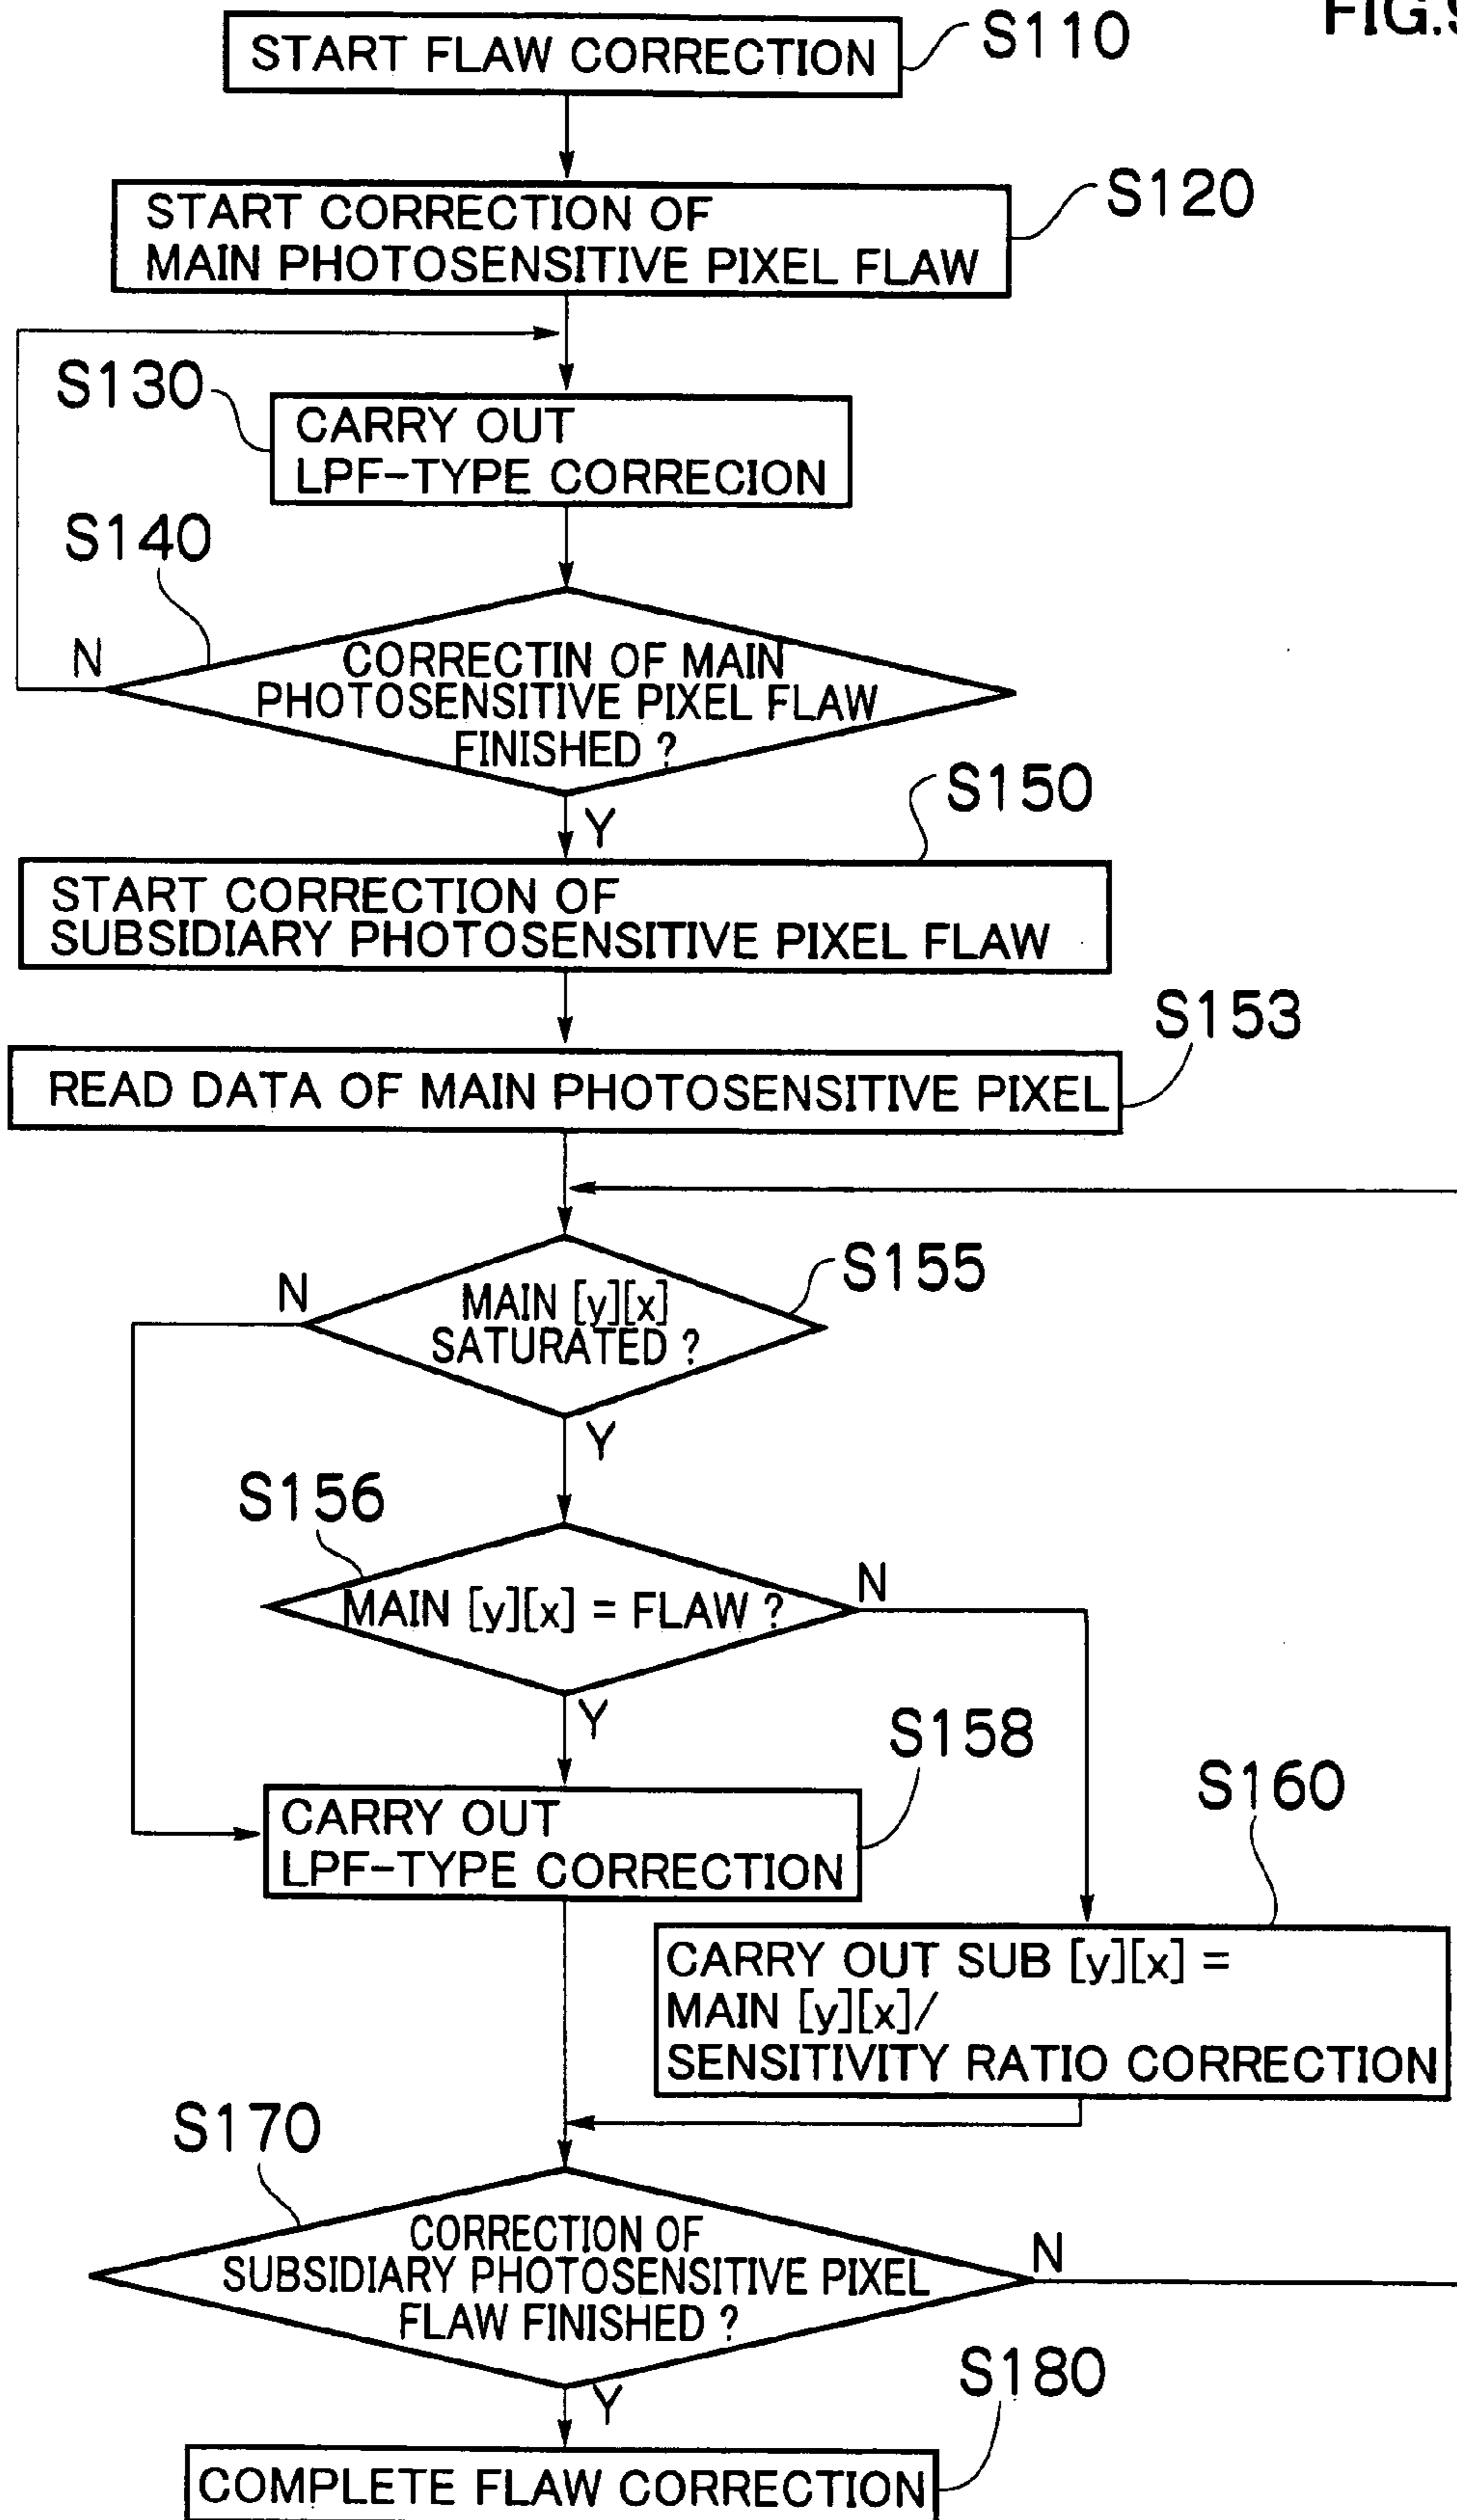 FIG.9
START FLAW CORRECTION
S110
START CORRECTION OF
MAIN PHOTOSENSITIVE PIXEL FLAW
S120
S130
CARRY OUT
LPF-TYPE CORRECION
S140
N
CORRECTIN OF MAIN
PHOTOSENSITIVE PIXEL FLAW
FINISHED ?
Y
S150
START CORRECTION OF
SUBSIDIARY PHOTOSENSITIVE PIXEL FLAW
S153
READ DATA OF MAIN PHOTOSENSITIVE PIXEL
S155
N
MAIN [y][x]
SATURATED ?
Y
S156
MAIN [y][x] = FLAW ?
N
Y
S158
CARRY OUT
LPF-TYPE CORRECTION
S160
CARRY OUT SUB [y][x] =
MAIN [y][x]/
SENSITIVITY RATIO CORRECTION
S170
CORRECTION OF
SUBSIDIARY PHOTOSENSITIVE PIXEL
FLAW FINISHED ?
N
Y
S180
COMPLETE FLAW CORRECTION